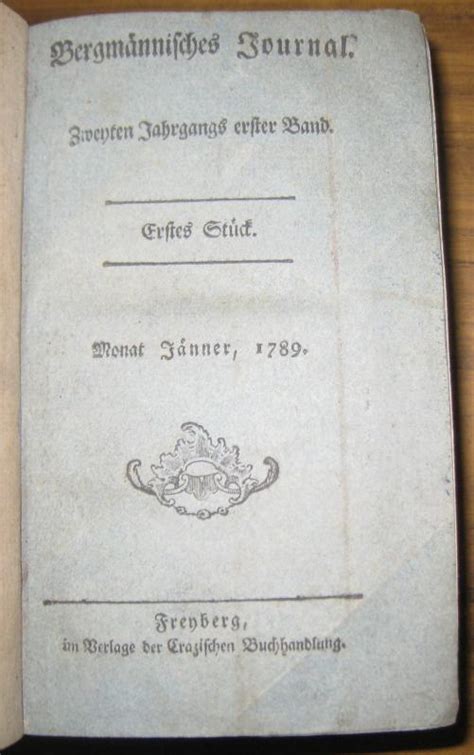 Bergmännisches Journal.
Zweyten Jahrgangs erster Band.
Erstes Stück.
Monat Jänner, 1789.
Freyberg,
im Verlage der Crazischen Buchhandlung.